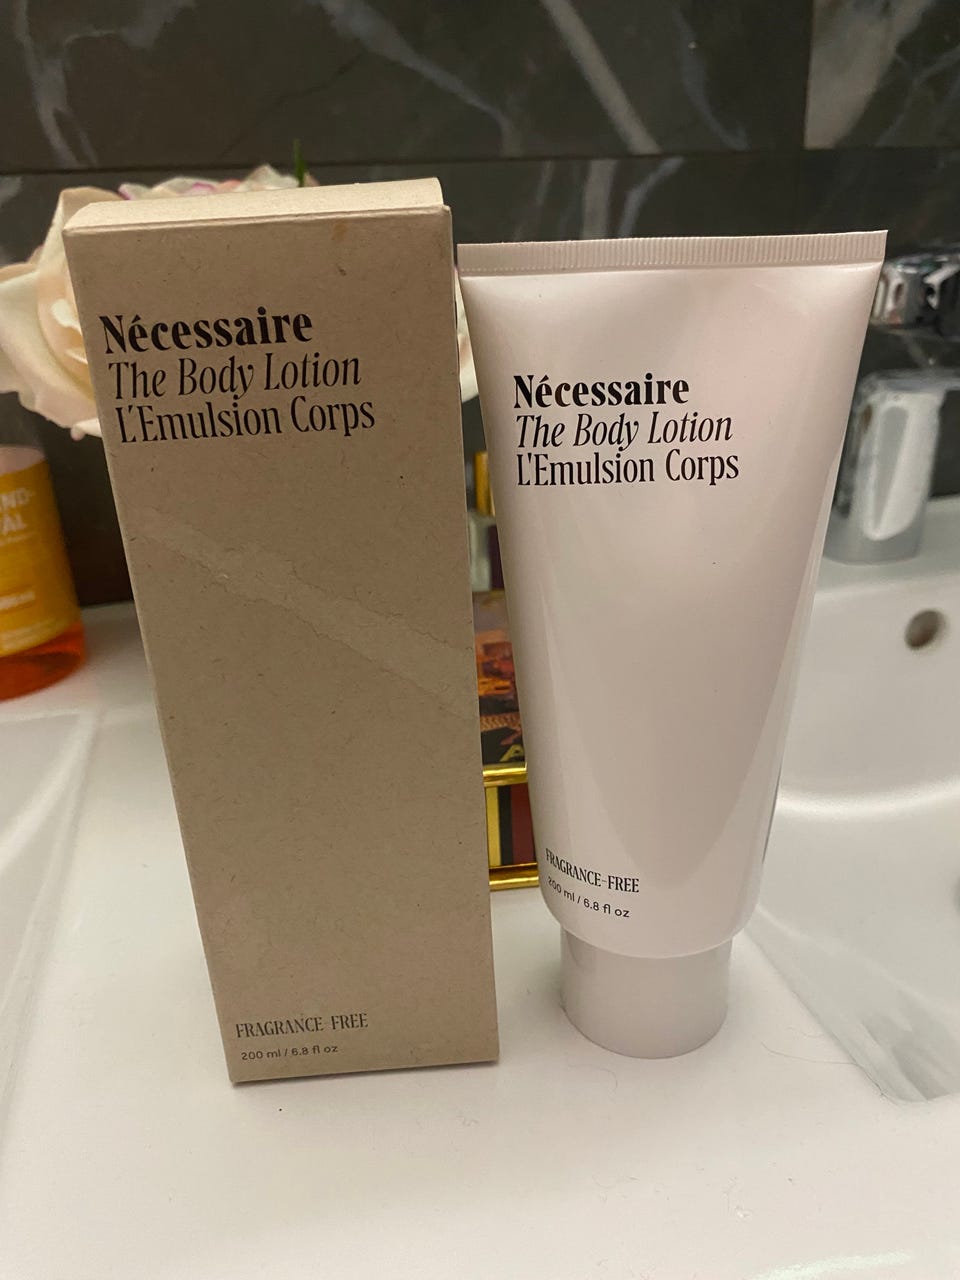 Nécessaire
The Body Lotion
L'Emulsion Corps
FRAGRANCE-FREE
200 ml / 6.8 fl oz
Nécessaire
The Body Lotion
L'Emulsion Corps
FRAGRANCE-FREE
200 ml / 6.8 fl oz